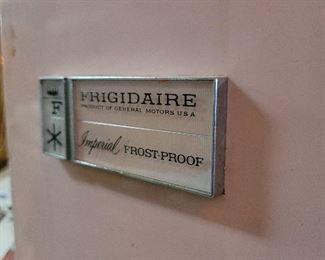 FRIGIDAIRE
PRODUCT OF GENERAL MOTORS U.S.A
Imperial FROST-PROOF